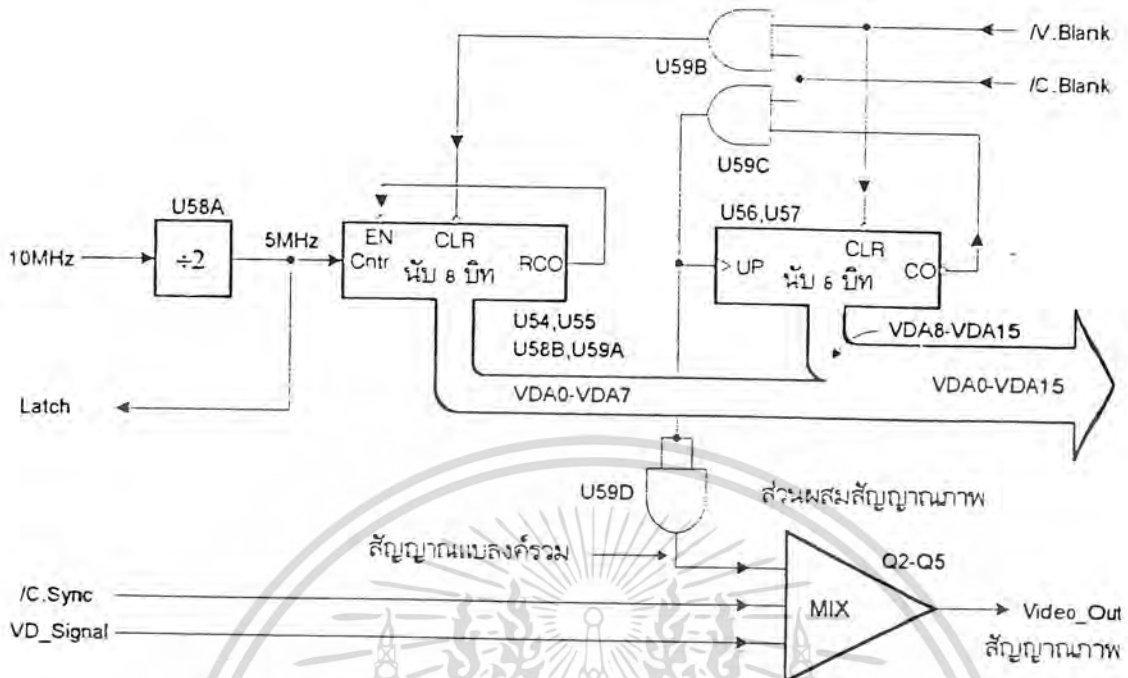 /V.Blank
U59B
/C.Blank
U59C
U58A
U56,U57
10MHz
÷2
5MHz
EN
CLR
Cntr
RCO
นับ 8 บิท
CLR
> UP
CO
นับ 8 บิท
U54,U55
U58B,U59A
VDA8-VDA15
VDA0-VDA7
VDA0-VDA15
Latch
U59D
ส่วนผสมสัญญาณภาพ
สัญญาณแบลงค์รวม
Q2-Q5
/C.Sync
MIX
Video_Out
VD_Signal
สัญญาณภาพ